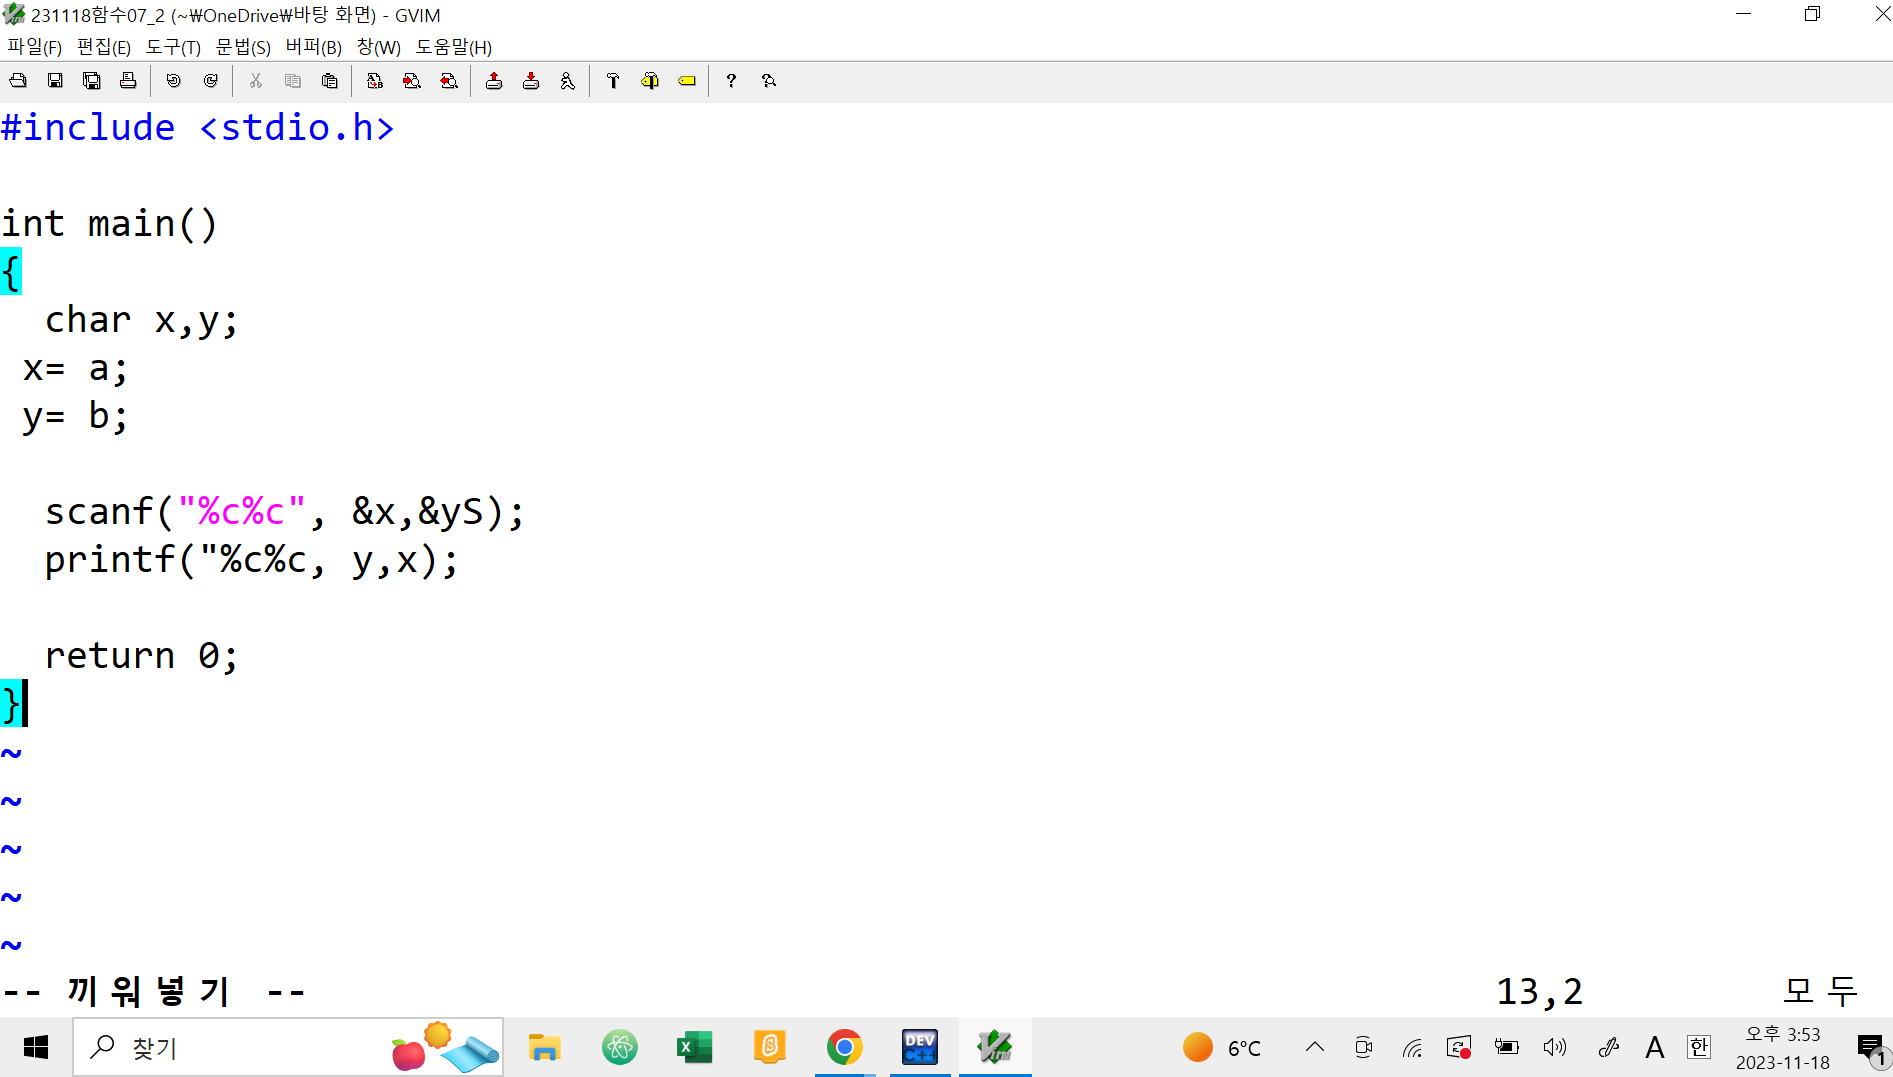 231118함수07_2 (~₩OneDrive₩바탕 화면) - GVIM
파일(F) 편집(E) 도구(T) 문법(S) 버퍼(B) 창(W) 도움말(H)
#include <stdio.h>
int main()
{
char x,y;
x= a;
y= b;
scanf("%c%c", &x,&yS);
printf("%c%c, y,x);
return 0;
}
~
~
~
~
~
-- 끼워넣기 -- 13,2 모두
찾기 DEV C++ 6°C A 한 오후 3:53
2023-11-18 1